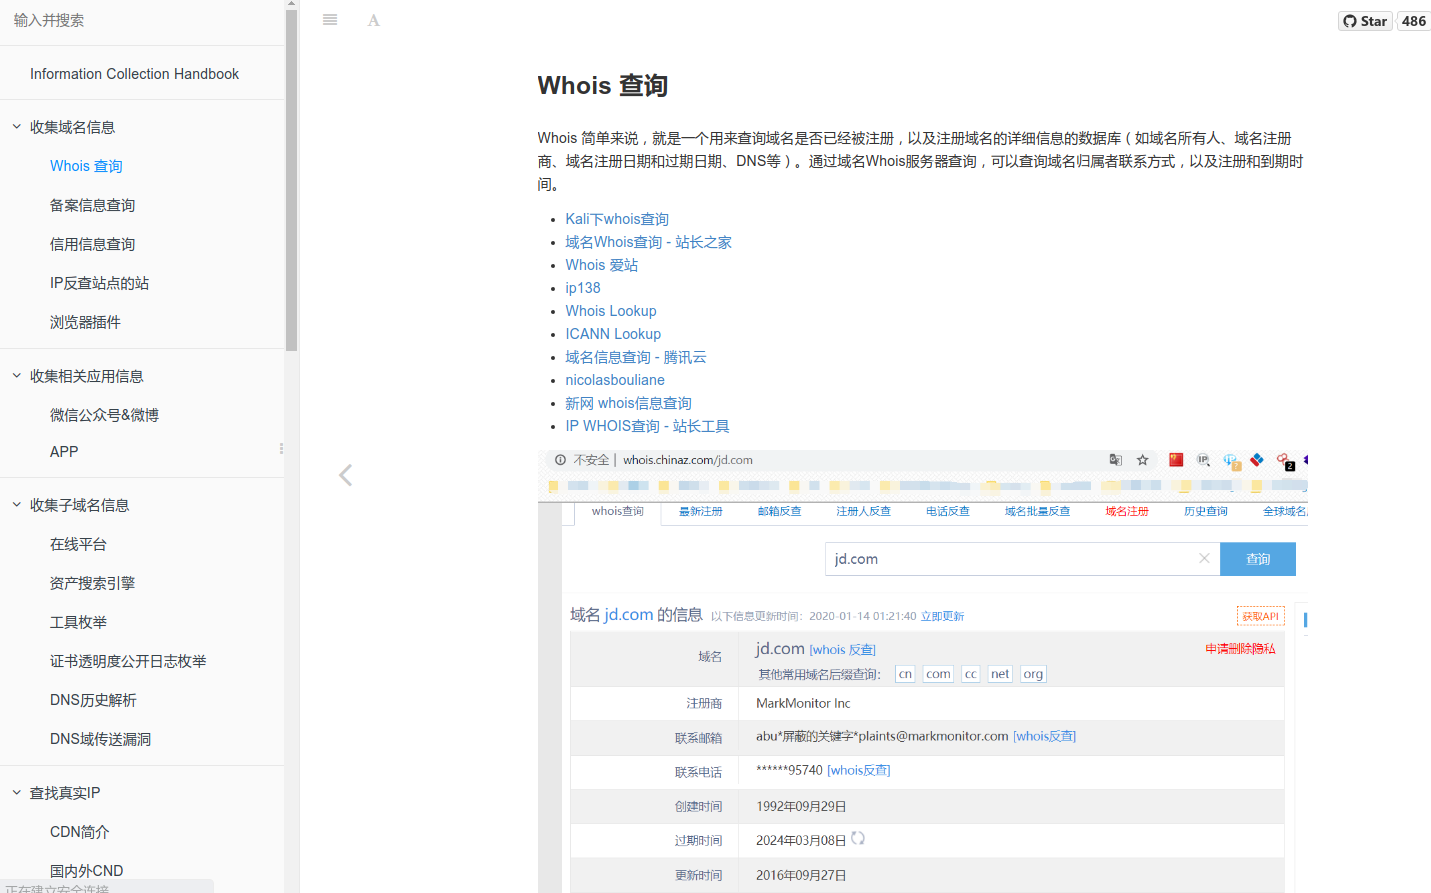 输入并搜索
Star 486
Information Collection Handbook
收集域名信息
Whois 查询
备案信息查询
信用信息查询
IP反查站点的站
浏览器插件
收集相关应用信息
微信公众号&微博
APP
收集子域名信息
在线平台
资产搜索引擎
工具枚举
证书透明度公开日志枚举
DNS历史解析
DNS域传送漏洞
查找真实IP
CDN简介
国内外CND
正在建立安全连接
Whois 查询
Whois 简单来说，就是一个用来查询域名是否已经被注册，以及注册域名的详细信息的数据库（如域名所有人、域名注册
商、域名注册日期和过期日期、DNS等）。通过域名Whois服务器查询，可以查询域名归属者联系方式，以及注册和到期时
间。
Kali下whois查询
域名Whois查询 - 站长之家
Whois 爱站
ip138
Whois Lookup
ICANN Lookup
域名信息查询 - 腾讯云
nicolasbouliane
新网 whois信息查询
IP WHOIS查询 - 站长工具
不安全 | whois.chinaz.com/jd.com
whois查询 最新注册 邮箱反查 注册人反查 电话反查 域名批量反查 域名注册 历史查询 全球域名
jd.com 查询
域名 jd.com 的信息 以下信息更新时间：2020-01-14 01:21:40 立即更新 获取API
域名 jd.com [whois 反查] 申请删除隐私
其他常用域名后缀查询： cn com cc net org
注册商 MarkMonitor Inc
联系邮箱 abu*屏蔽的关键字*plaints@markmonitor.com [whois反查]
联系电话 ******95740 [whois反查]
创建时间 1992年09月29日
过期时间 2024年03月08日
更新时间 2016年09月27日